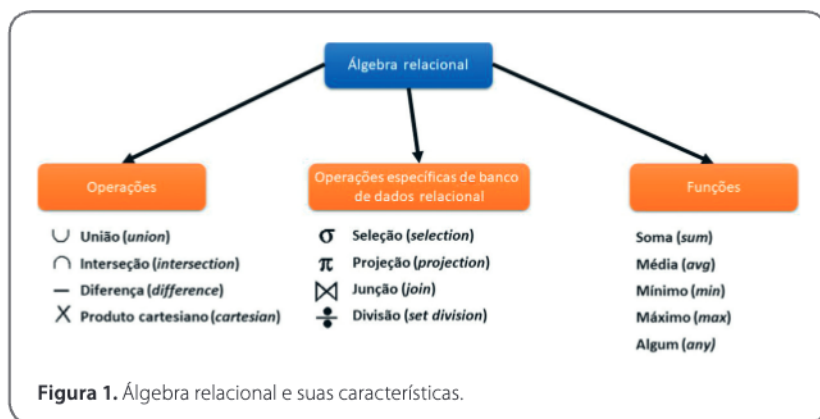 Álgebra relacional
Operações
∪ União (union)
∩ Interseção (intersection)
– Diferença (difference)
X Produto cartesiano (cartesian)
Operações específicas de banco
de dados relacional
σ Seleção (selection)
π Projeção (projection)
⋈ Junção (join)
÷ Divisão (set division)
Funções
Soma (sum)
Média (avg)
Mínimo (min)
Máximo (max)
Algum (any)
Figura 1. Álgebra relacional e suas características.